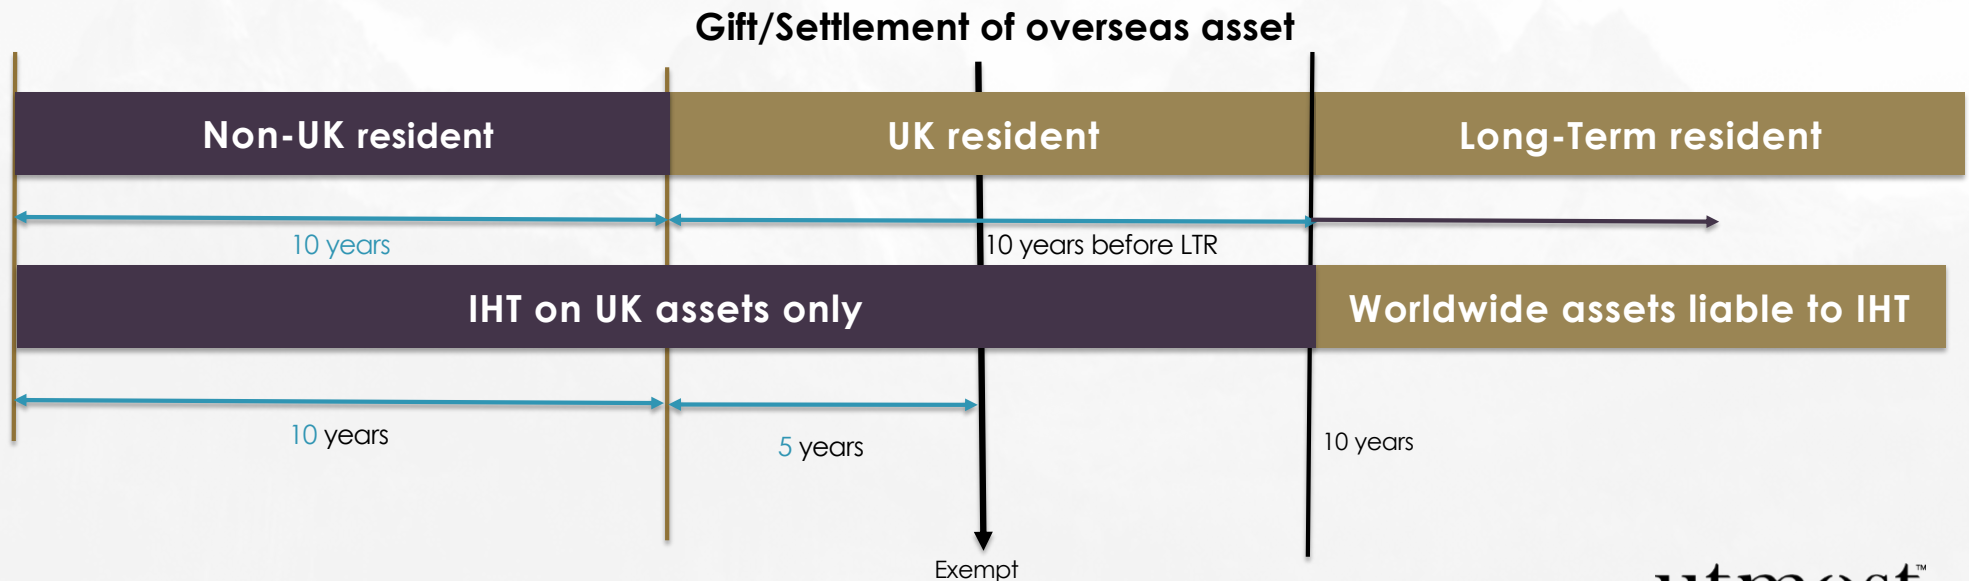 Gift/Settlement of overseas asset
Non-UK resident
UK resident
Long-Term resident
10 years
10 years before LTR
IHT on UK assets only
Worldwide assets liable to IHT
10 years
5 years
10 years
Exempt
utmost™